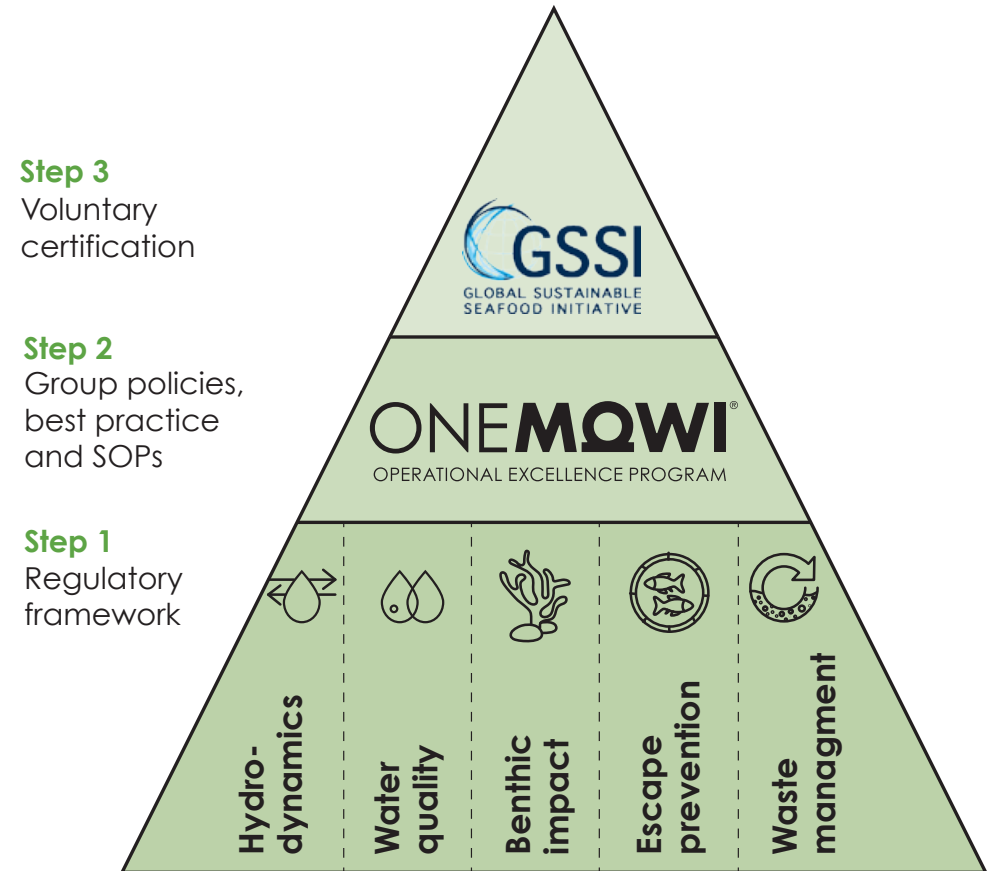 Step 3
Voluntary
certification
GSSI
GLOBAL SUSTAINABLE
SEAFOOD INITIATIVE
Step 2
Group policies,
best practice
and SOPs
ONEMOWI®
OPERATIONAL EXCELLENCE PROGRAM
Step 1
Regulatory
framework
Hydro-
dynamics
Water
quality
Benthic
impact
Escape
prevention
Waste
managment